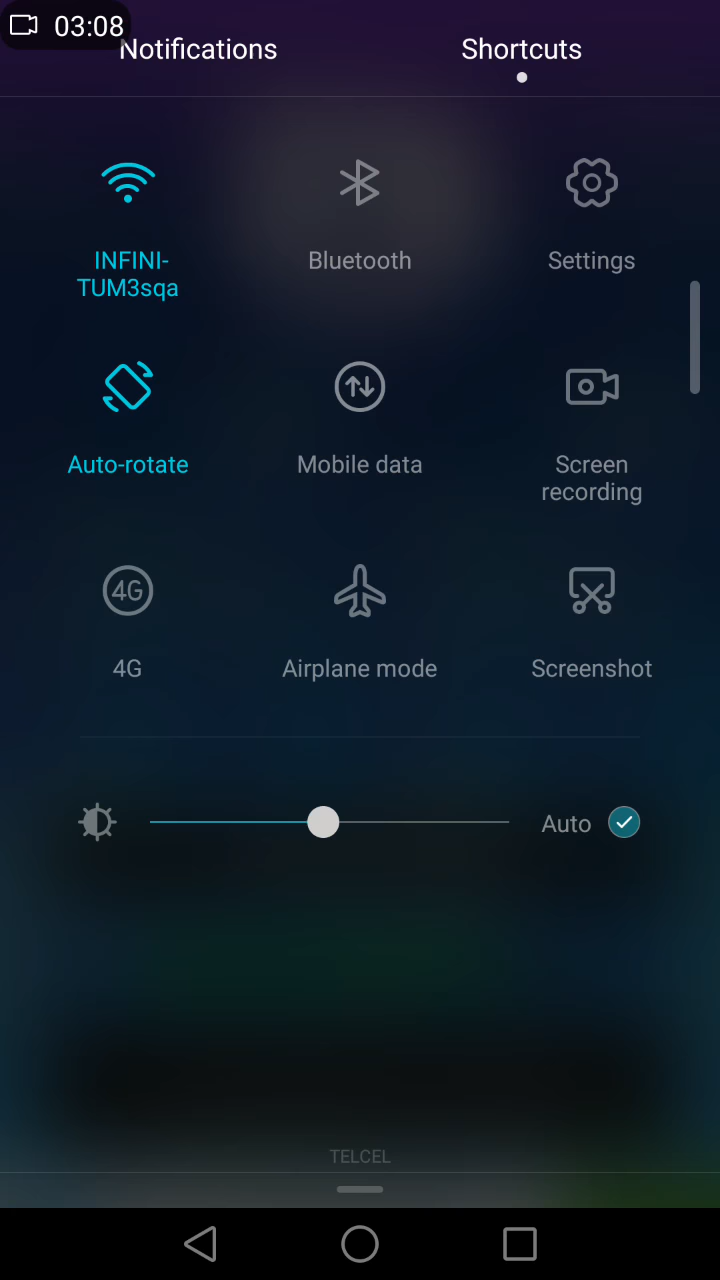 03:08
Notifications
Shortcuts
INFINI-
TUM3sqa
Bluetooth
Settings
Auto-rotate
Mobile data
Screen
recording
4G
4G
Airplane mode
Screenshot
Auto
TELCEL